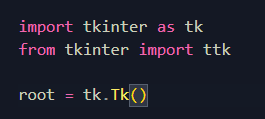 import tkinter as tk
from tkinter import ttk
root = tk.Tk()